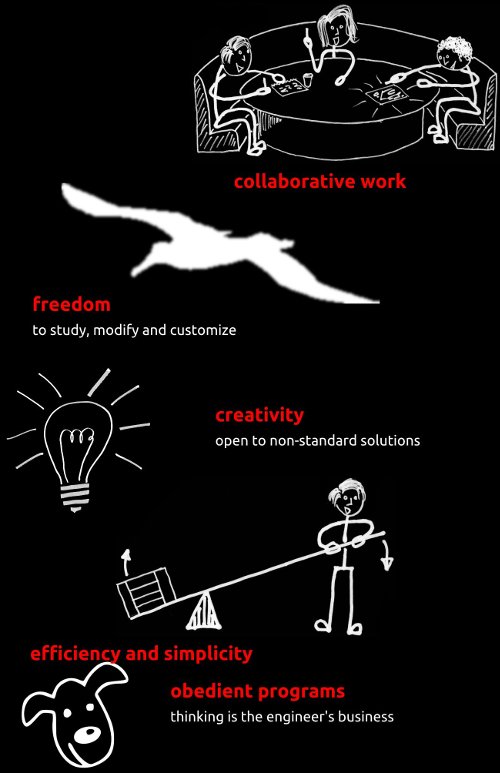 collaborative work
freedom
to study, modify and customize
creativity
open to non-standard solutions
efficiency and simplicity
obedient programs
thinking is the engineer's business